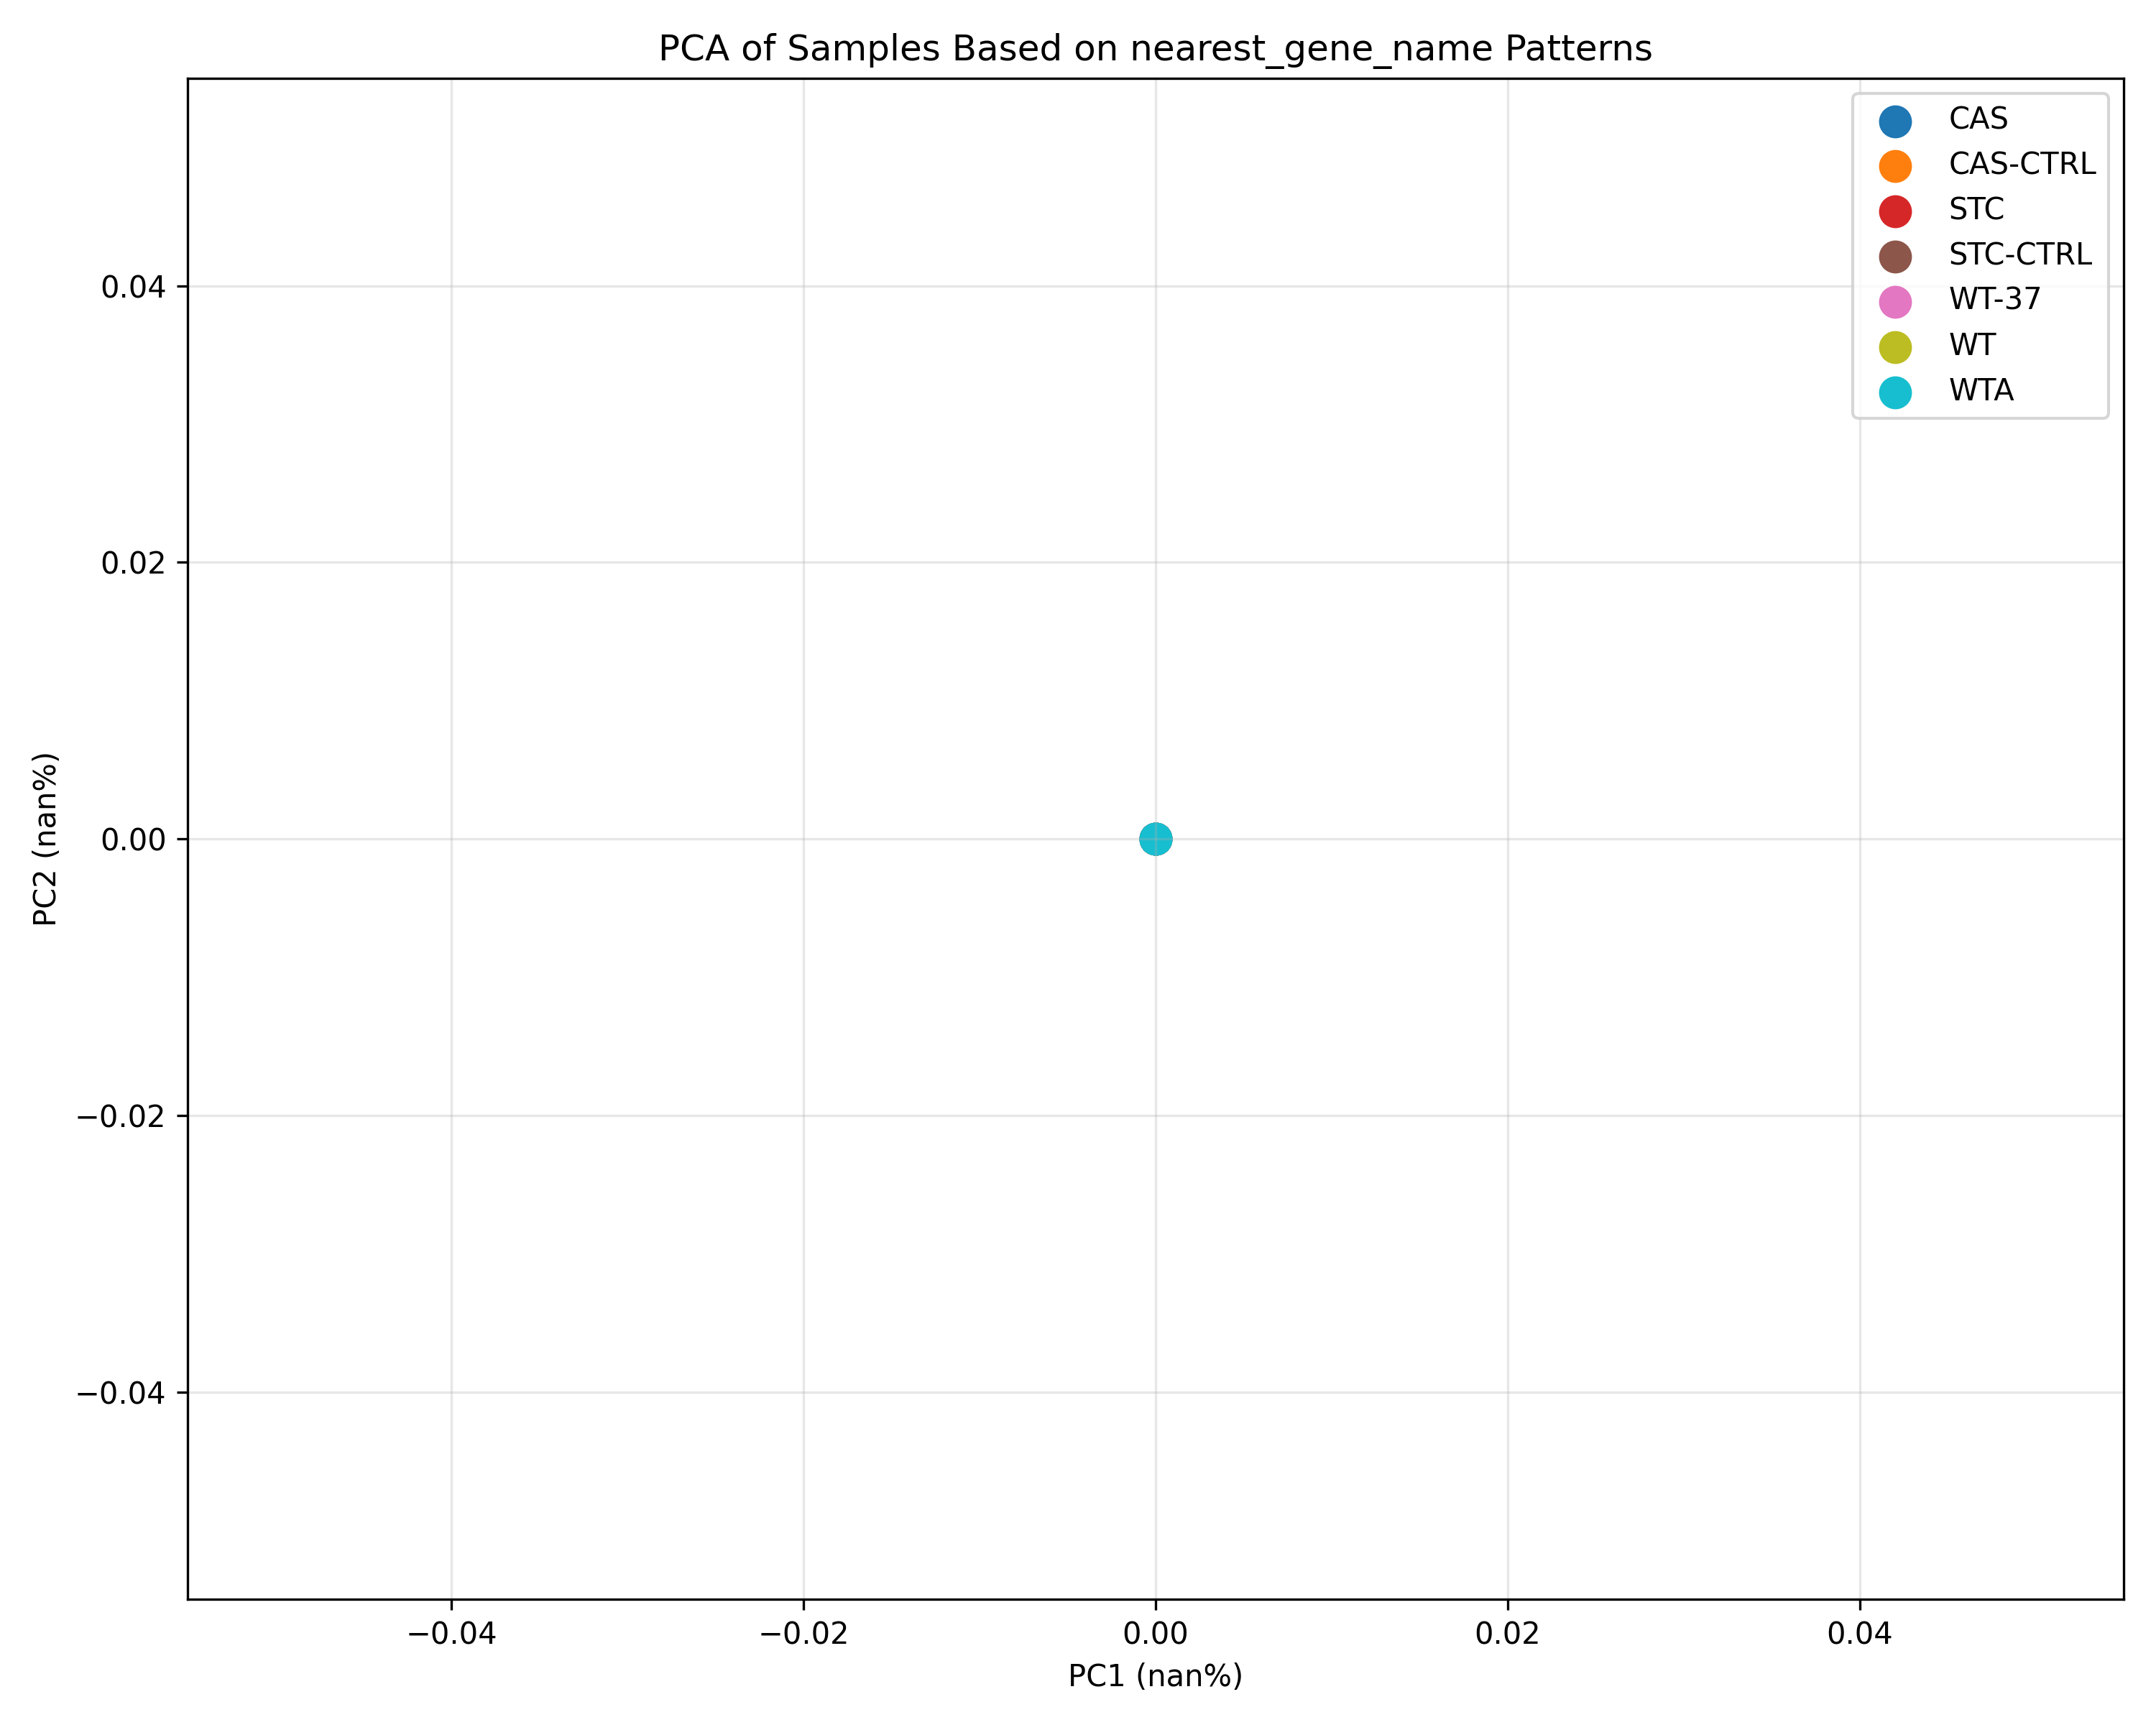 PCA of Samples Based on nearest_gene_name Patterns
CAS
CAS-CTRL
STC
STC-CTRL
WT-37
WT
WTA
0.04
0.02
0.00
−0.02
−0.04
PC2 (nan%)
−0.04
−0.02
0.00
0.02
0.04
PC1 (nan%)